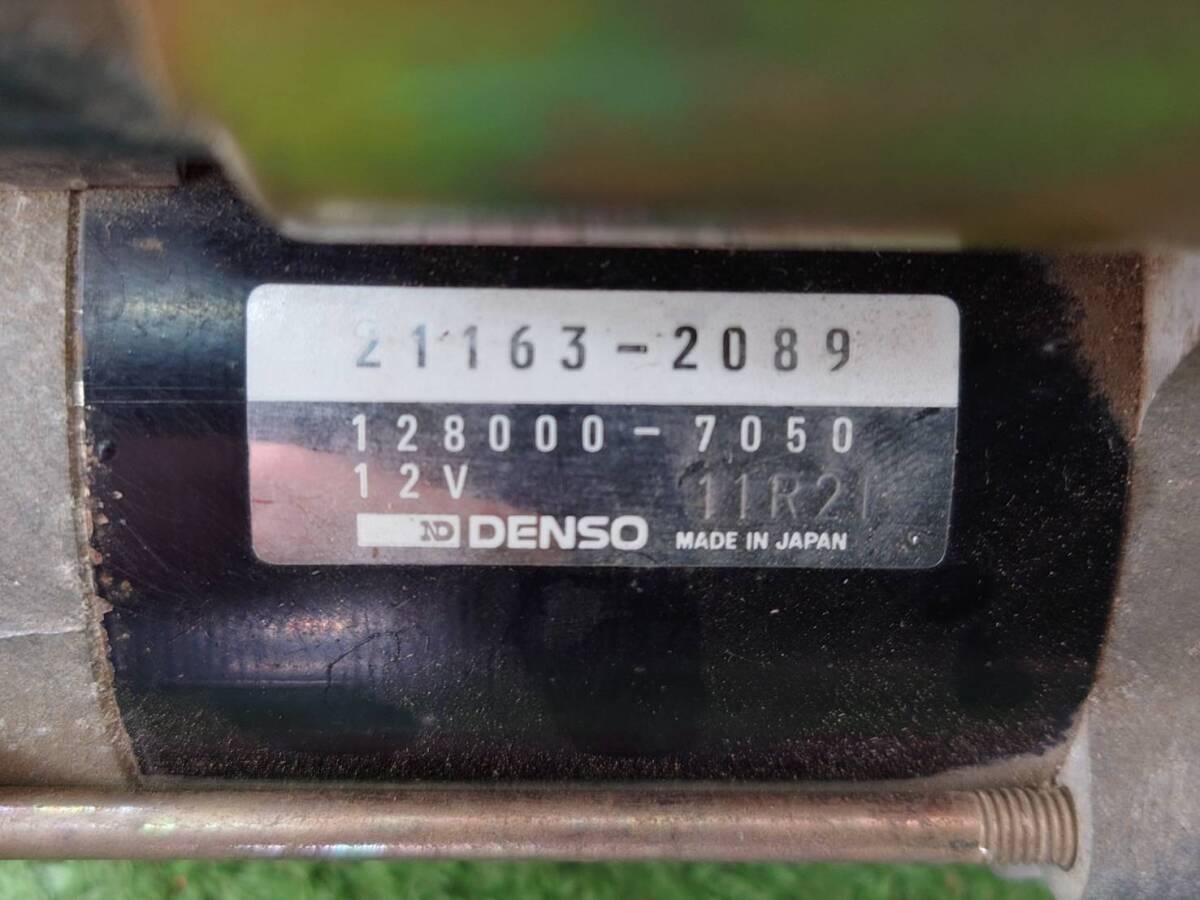 21163-2089
128000-7050
12V 11R21
ND DENSO MADE IN JAPAN